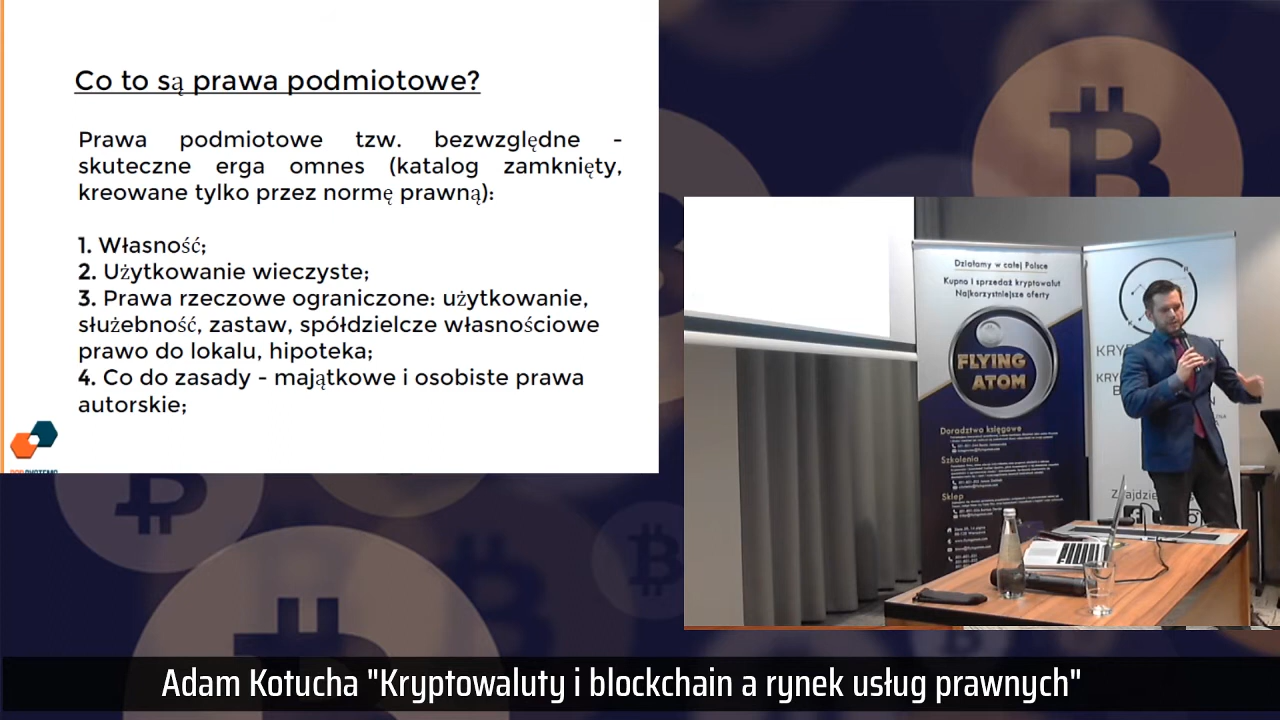 Co to są prawa podmiotowe?
Prawa podmiotowe tzw. bezwzględne -
skuteczne erga omnes (katalog zamknięty,
kreowane tylko przez normę prawną):
1. Własność;
2. Użytkowanie wieczyste;
3. Prawa rzeczowe ograniczone: użytkowanie,
służebność, zastaw, spółdzielcze własnościowe
prawo do lokalu, hipoteka;
4. Co do zasady - majątkowe i osobiste prawa
autorskie;
Działamy w całej Polsce
Kupno i sprzedaż kryptowalut
Najkorzystniejsze oferty
FLYING
ATOM
Doradztwo księgowe
Szkolenia
Sklep
Adam Kotucha "Kryptowaluty i blockchain a rynek usług prawnych"